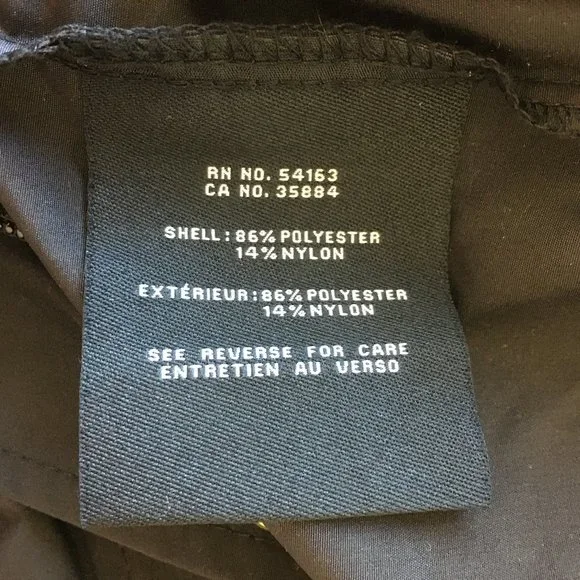 RN NO. 54163
CA NO. 35884
SHELL: 86% POLYESTER
14% NYLON
EXTÉRIEUR: 86% POLYESTER
14% NYLON
SEE REVERSE FOR CARE
ENTRETIEN AU VERSO